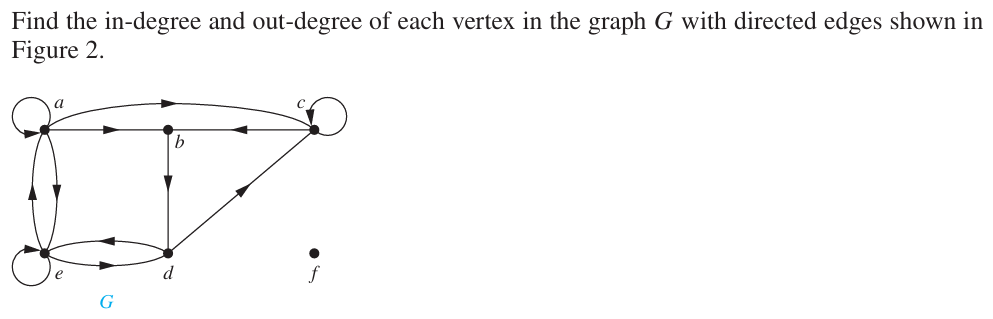 Find the in-degree and out-degree of each vertex in the graph G with directed edges shown in
Figure 2.
a
c
b
e
d
f
G